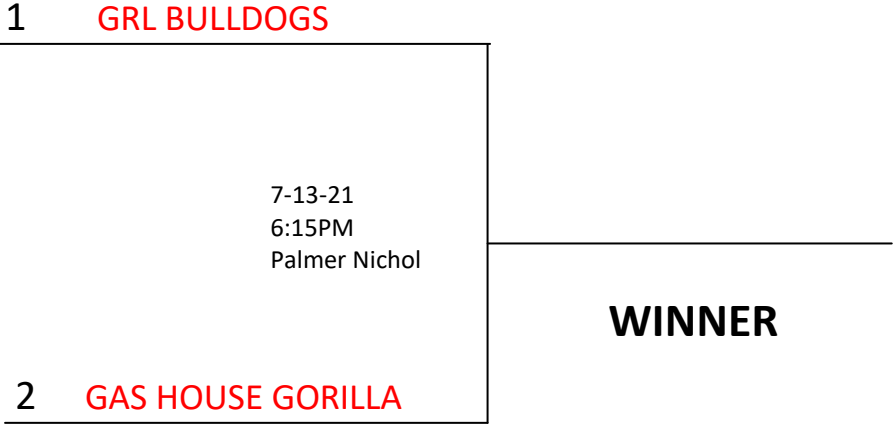 1 GRL BULLDOGS
7-13-21
6:15PM
Palmer Nichol
WINNER
2 GAS HOUSE GORILLA